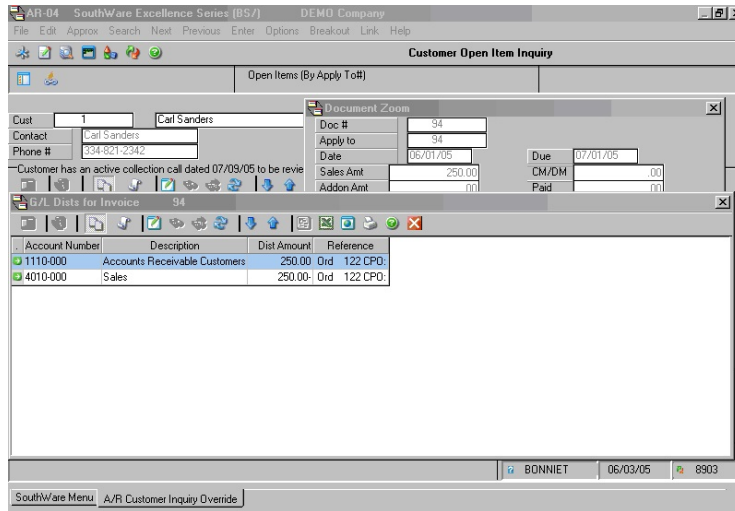 AR-04 SouthWare Excellence Series (BS/) DEMO Company
File Edit Approx Search Next Previous Enter Options Breakout Link Help
Customer Open Item Inquiry
Open Items (By Apply To#)
Cust 1 Carl Sanders
Contact Carl Sanders
Phone # 334-821-2342
Customer has an active collection call dated 07/09/05 to be revie
Document Zoom
Doc # 94
Apply to 94
Date 06/01/05 Due 07/01/05
Sales Amt 250.00 CM/DM .00
Addon Amt .00 Paid .00
G/L Dists for Invoice 94
. Account Number Description Dist Amount Reference
1110-000 Accounts Receivable Customers 250.00 Ord 122 CPO:
4010-000 Sales 250.00- Ord 122 CPO:
BONNIET 06/03/05 8903
SouthWare Menu A/R Customer Inquiry Override